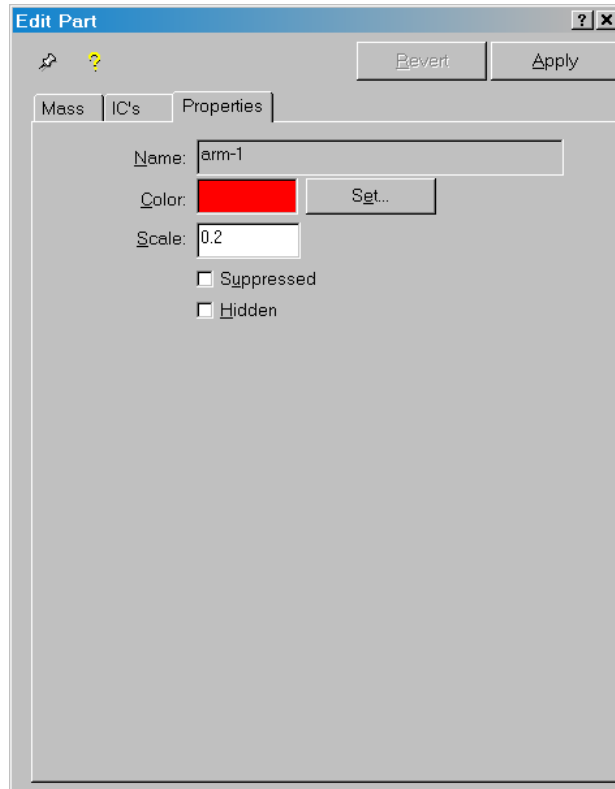 Edit Part
? Revert Apply
Mass IC's Properties
Name: arm-1
Color: Set...
Scale: 0.2
Suppressed
Hidden